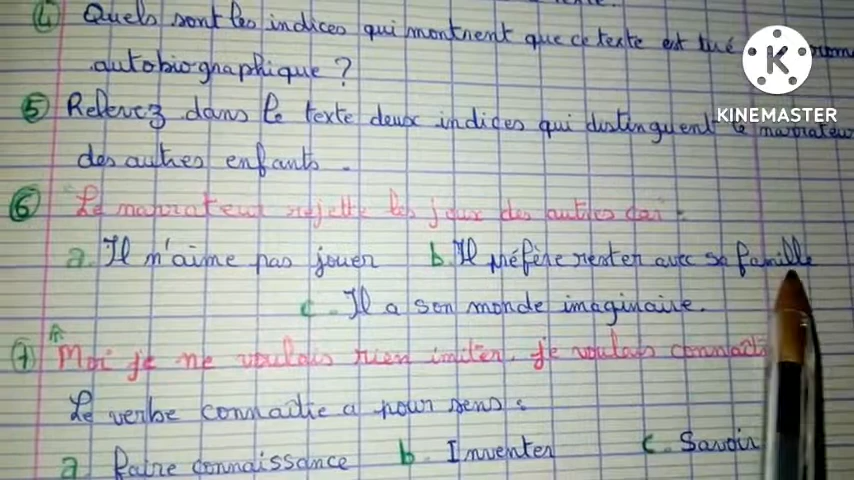 ④ Quels sont les indices qui montrent que ce texte est tiré rom
autobiographique ?
⑤ Relevez dans le texte deux indices qui distinguent le narrateur
des autres enfants.
⑥ Le narrateur rejette les jeux des autres car :
a. Il n'aime pas jouer b. Il préfère rester avec sa famille
c. Il a son monde imaginaire.
⑦ "Moi je ne voulais rien imiter. Je voulais connaît
Le verbe connaître a pour sens :
a faire connaissance b. Inventer c. Savoir
KINEMASTER